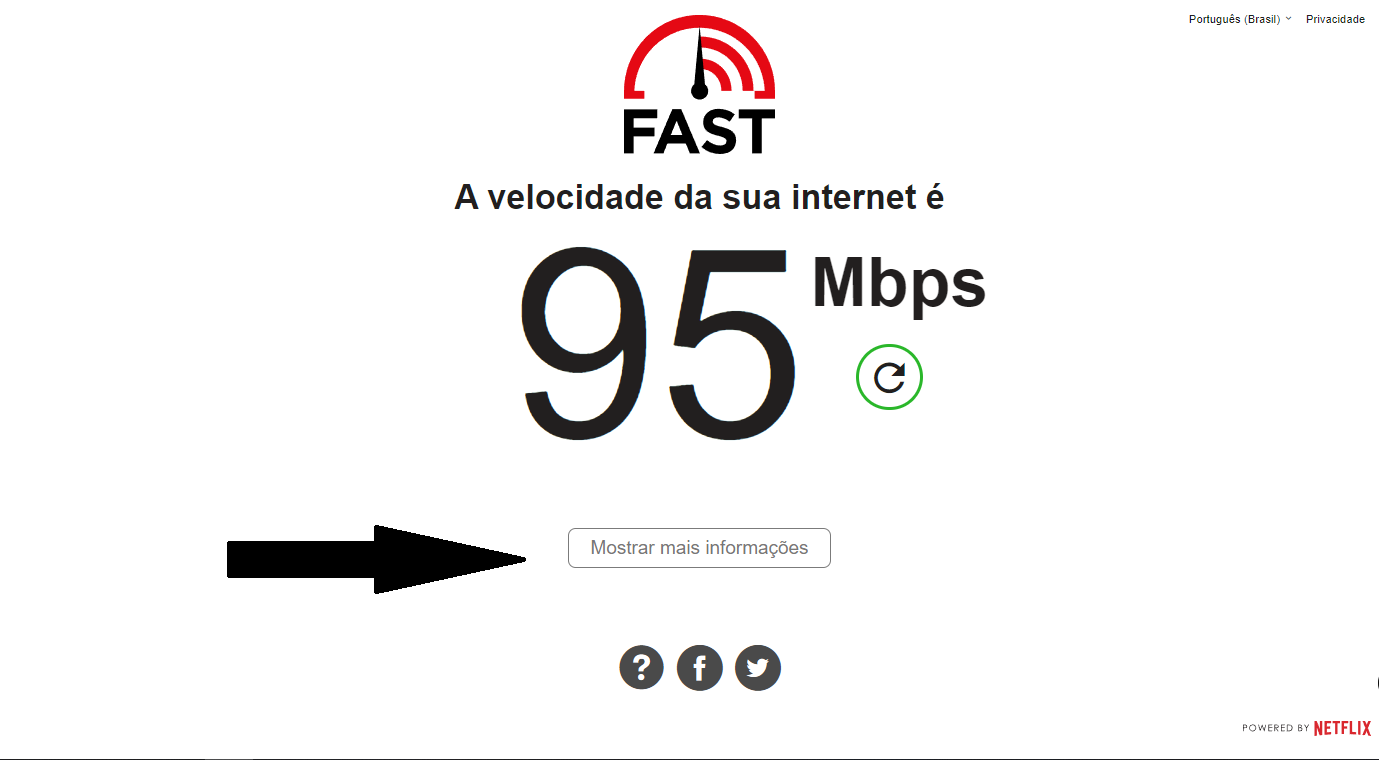 Português (Brasil) Privacidade
FAST
A velocidade da sua internet é
95 Mbps
Mostrar mais informações
? f
POWERED BY NETFLIX